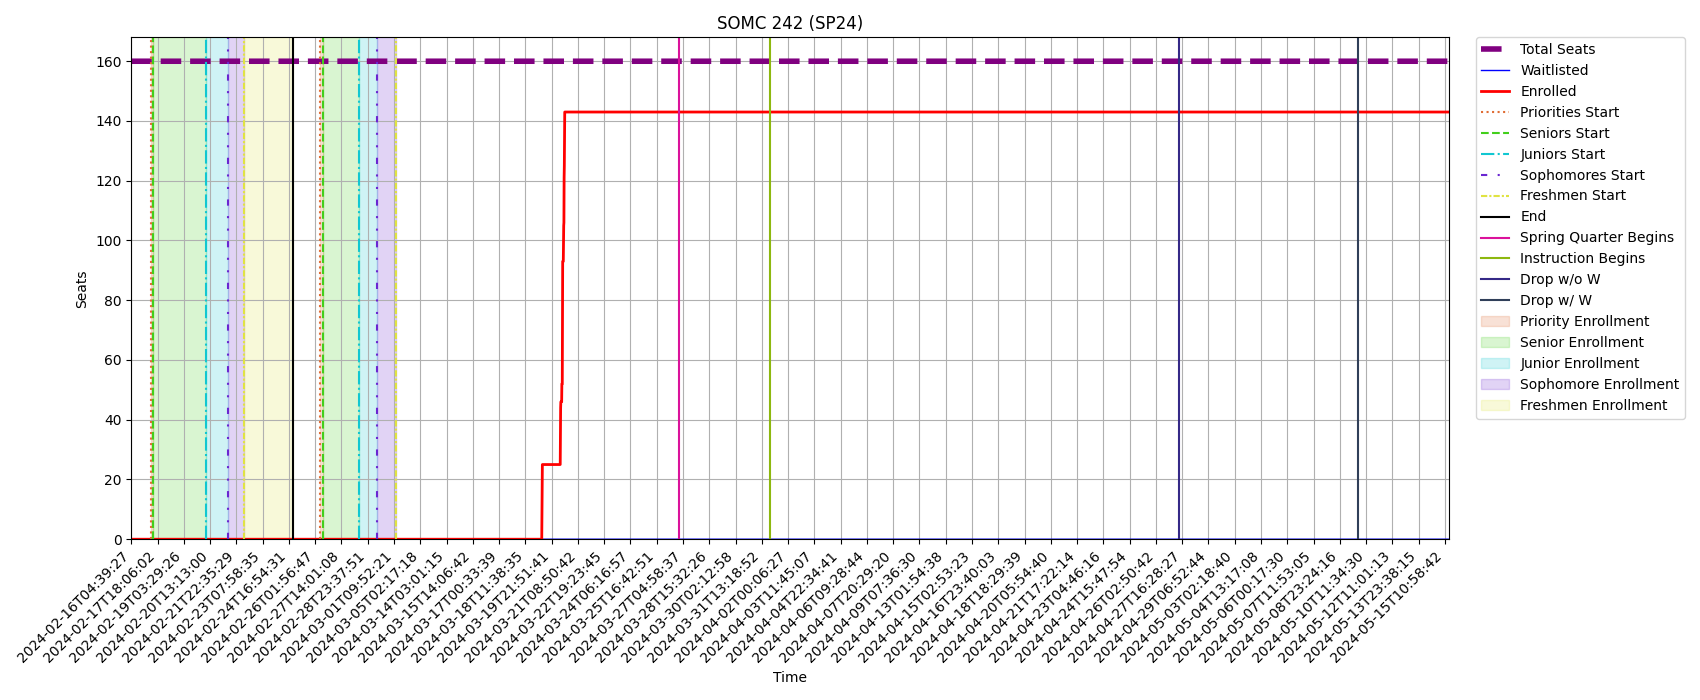 SOMC 242 (SP24)
Seats
160
140
120
100
80
60
40
20
0
2024-02-16T04:39:27
2024-02-17T18:06:02
2024-02-19T03:29:26
2024-02-20T13:13:00
2024-02-21T22:35:29
2024-02-23T07:58:35
2024-02-24T16:54:31
2024-02-26T01:56:47
2024-02-27T14:01:08
2024-02-28T23:37:51
2024-03-01T09:52:21
2024-03-05T02:17:18
2024-03-14T03:01:15
2024-03-15T14:06:42
2024-03-17T00:33:39
2024-03-18T11:38:35
2024-03-19T21:51:41
2024-03-21T08:50:42
2024-03-22T19:23:45
2024-03-24T06:16:57
2024-03-25T16:42:51
2024-03-27T04:58:37
2024-03-28T15:32:26
2024-03-30T02:12:58
2024-03-31T13:18:52
2024-04-02T00:06:27
2024-04-03T11:45:07
2024-04-04T22:34:41
2024-04-06T09:28:44
2024-04-07T20:29:20
2024-04-09T07:36:30
2024-04-13T01:54:38
2024-04-15T02:53:23
2024-04-16T23:40:03
2024-04-18T18:29:39
2024-04-20T05:54:40
2024-04-21T17:22:14
2024-04-23T04:46:16
2024-04-24T15:47:54
2024-04-26T02:50:42
2024-04-27T16:28:27
2024-04-29T06:52:44
2024-05-03T02:18:40
2024-05-04T13:17:08
2024-05-06T00:17:30
2024-05-07T11:53:05
2024-05-08T23:24:16
2024-05-10T11:34:30
2024-05-12T11:01:13
2024-05-13T23:38:15
2024-05-15T10:58:42
Time
Total Seats
Waitlisted
Enrolled
Priorities Start
Seniors Start
Juniors Start
Sophomores Start
Freshmen Start
End
Spring Quarter Begins
Instruction Begins
Drop w/o W
Drop w/ W
Priority Enrollment
Senior Enrollment
Junior Enrollment
Sophomore Enrollment
Freshmen Enrollment